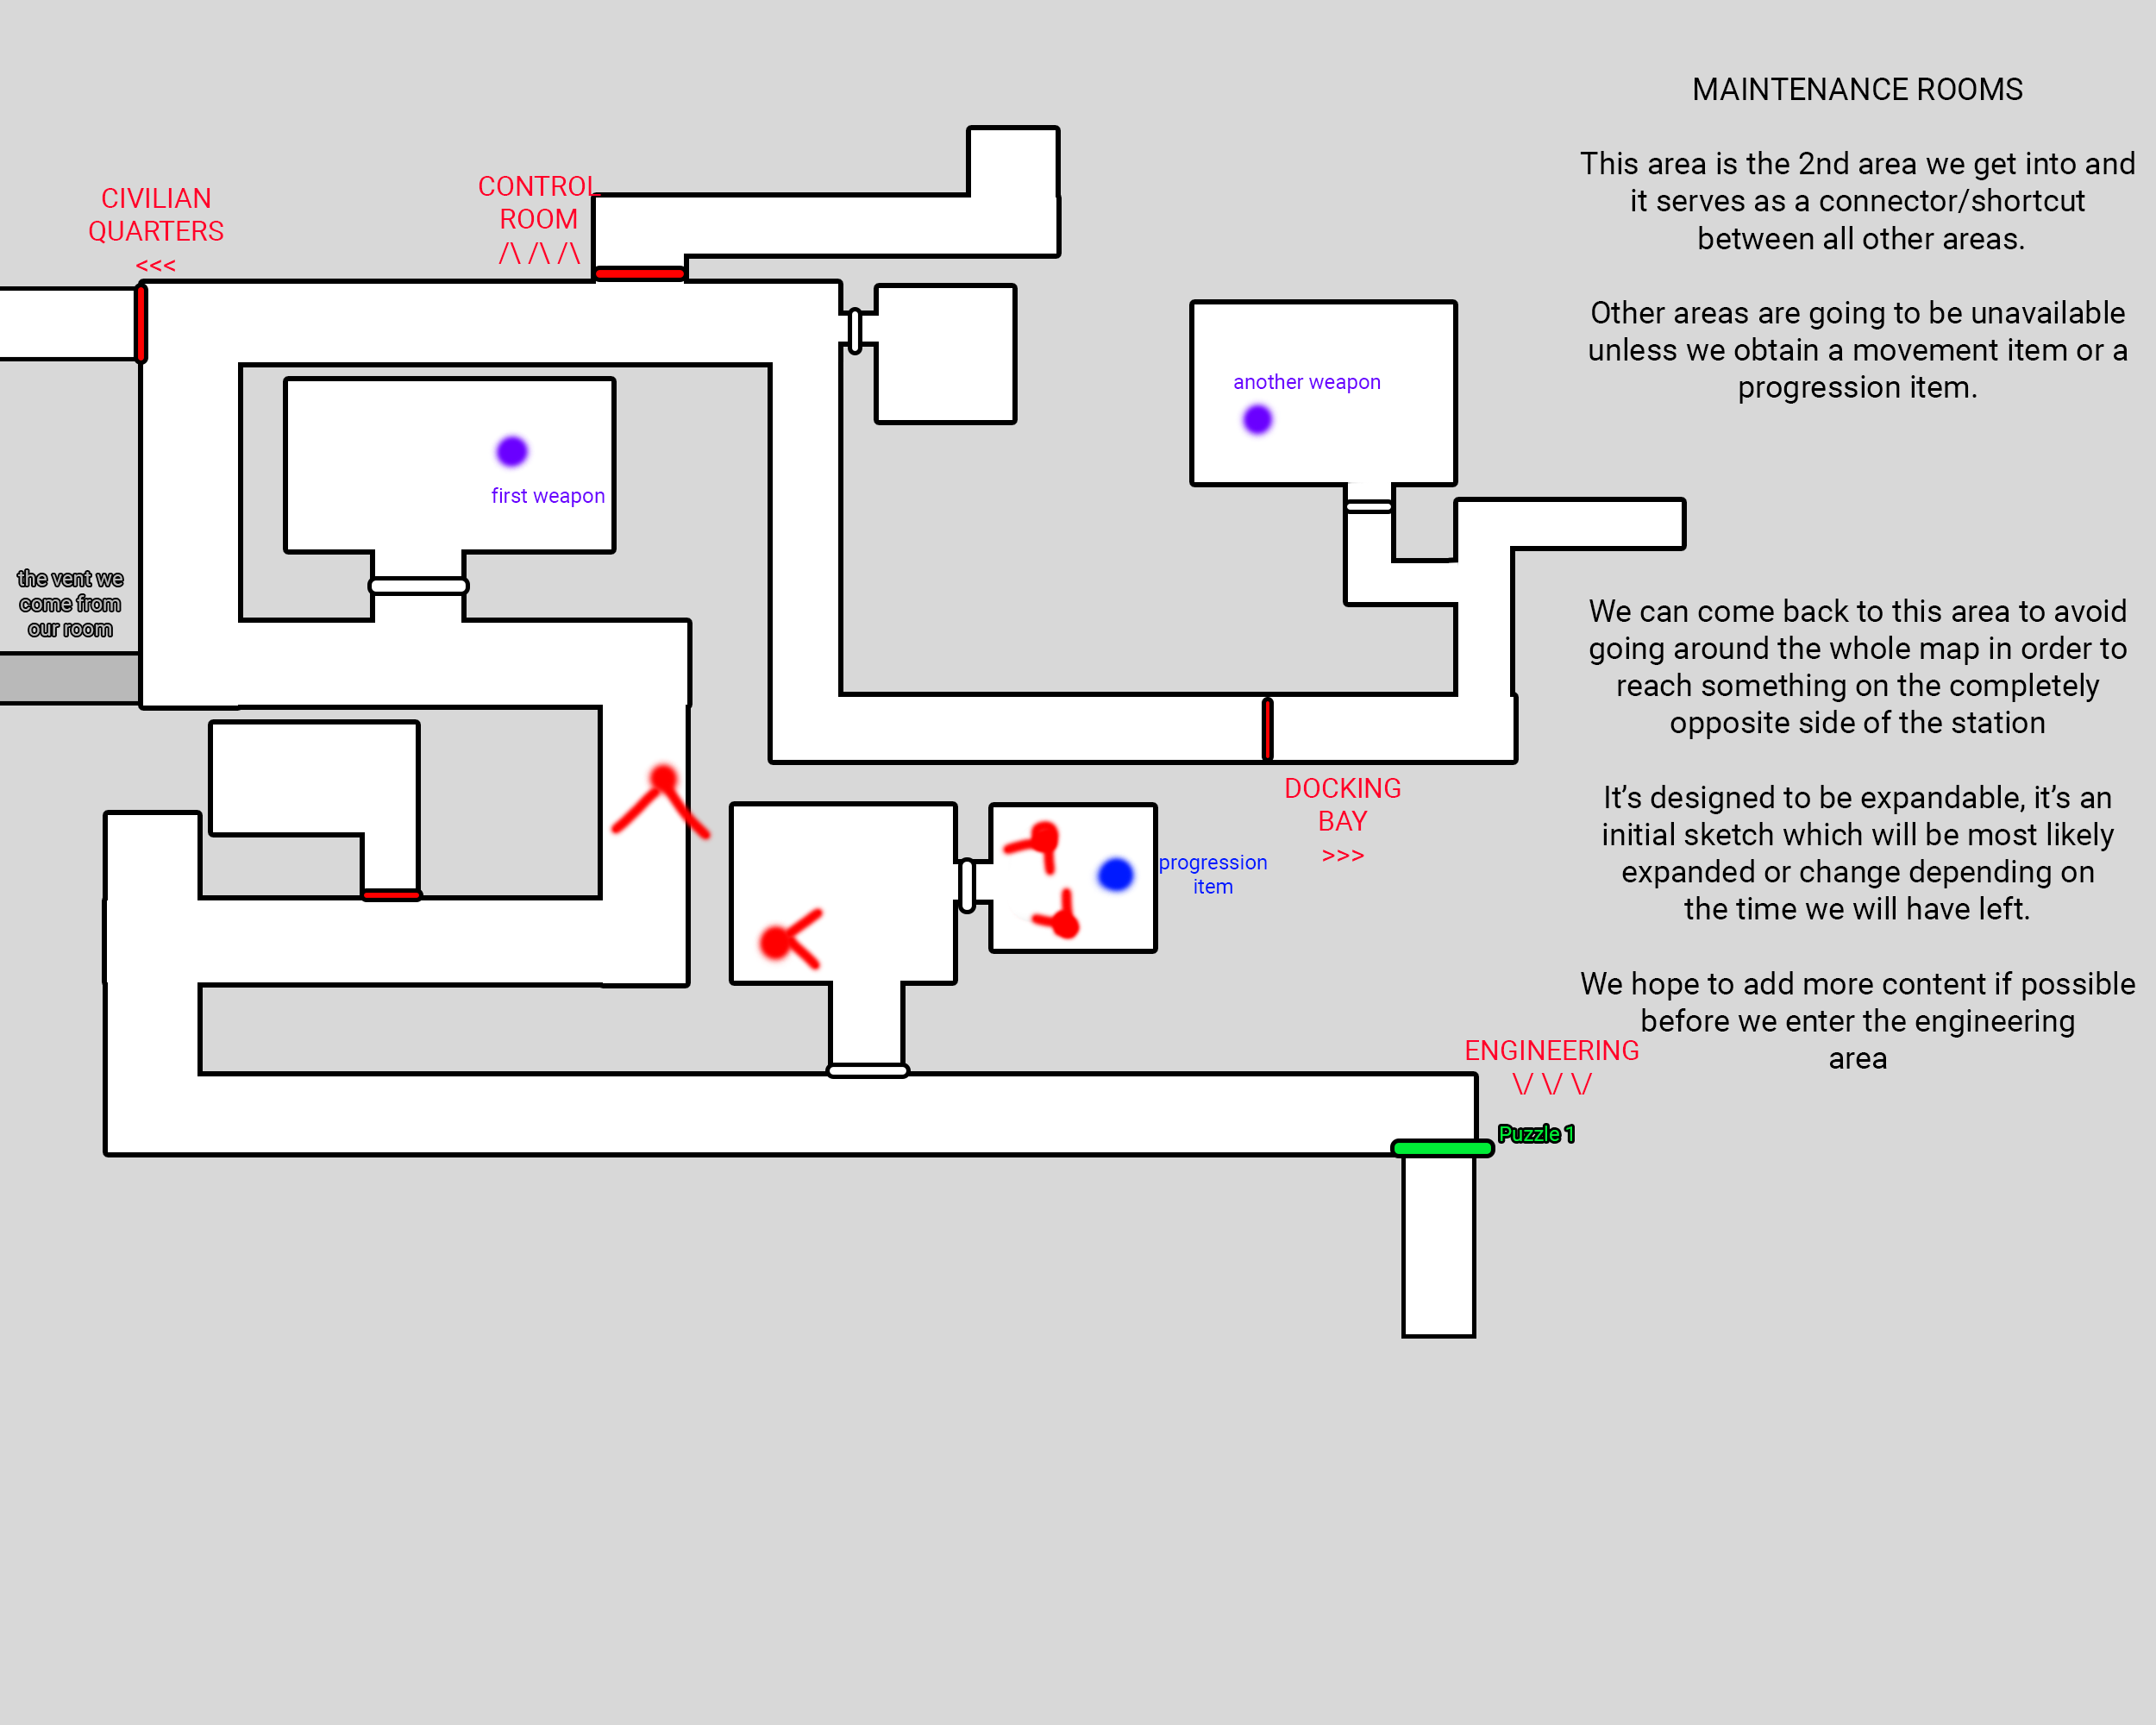 MAINTENANCE ROOMS
This area is the 2nd area we get into and
it serves as a connector/shortcut
between all other areas.
Other areas are going to be unavailable
unless we obtain a movement item or a
progression item.
CIVILIAN
QUARTERS
<<<
CONTROL
ROOM
/\ /\ /\
another weapon
first weapon
the vent we
come from
our room
We can come back to this area to avoid
going around the whole map in order to
reach something on the completely
opposite side of the station
It’s designed to be expandable, it’s an
initial sketch which will be most likely
expanded or change depending on
the time we will have left.
We hope to add more content if possible
before we enter the engineering
area
DOCKING
BAY
>>>
progression
item
ENGINEERING
\/ \/ \/
Puzzle 1